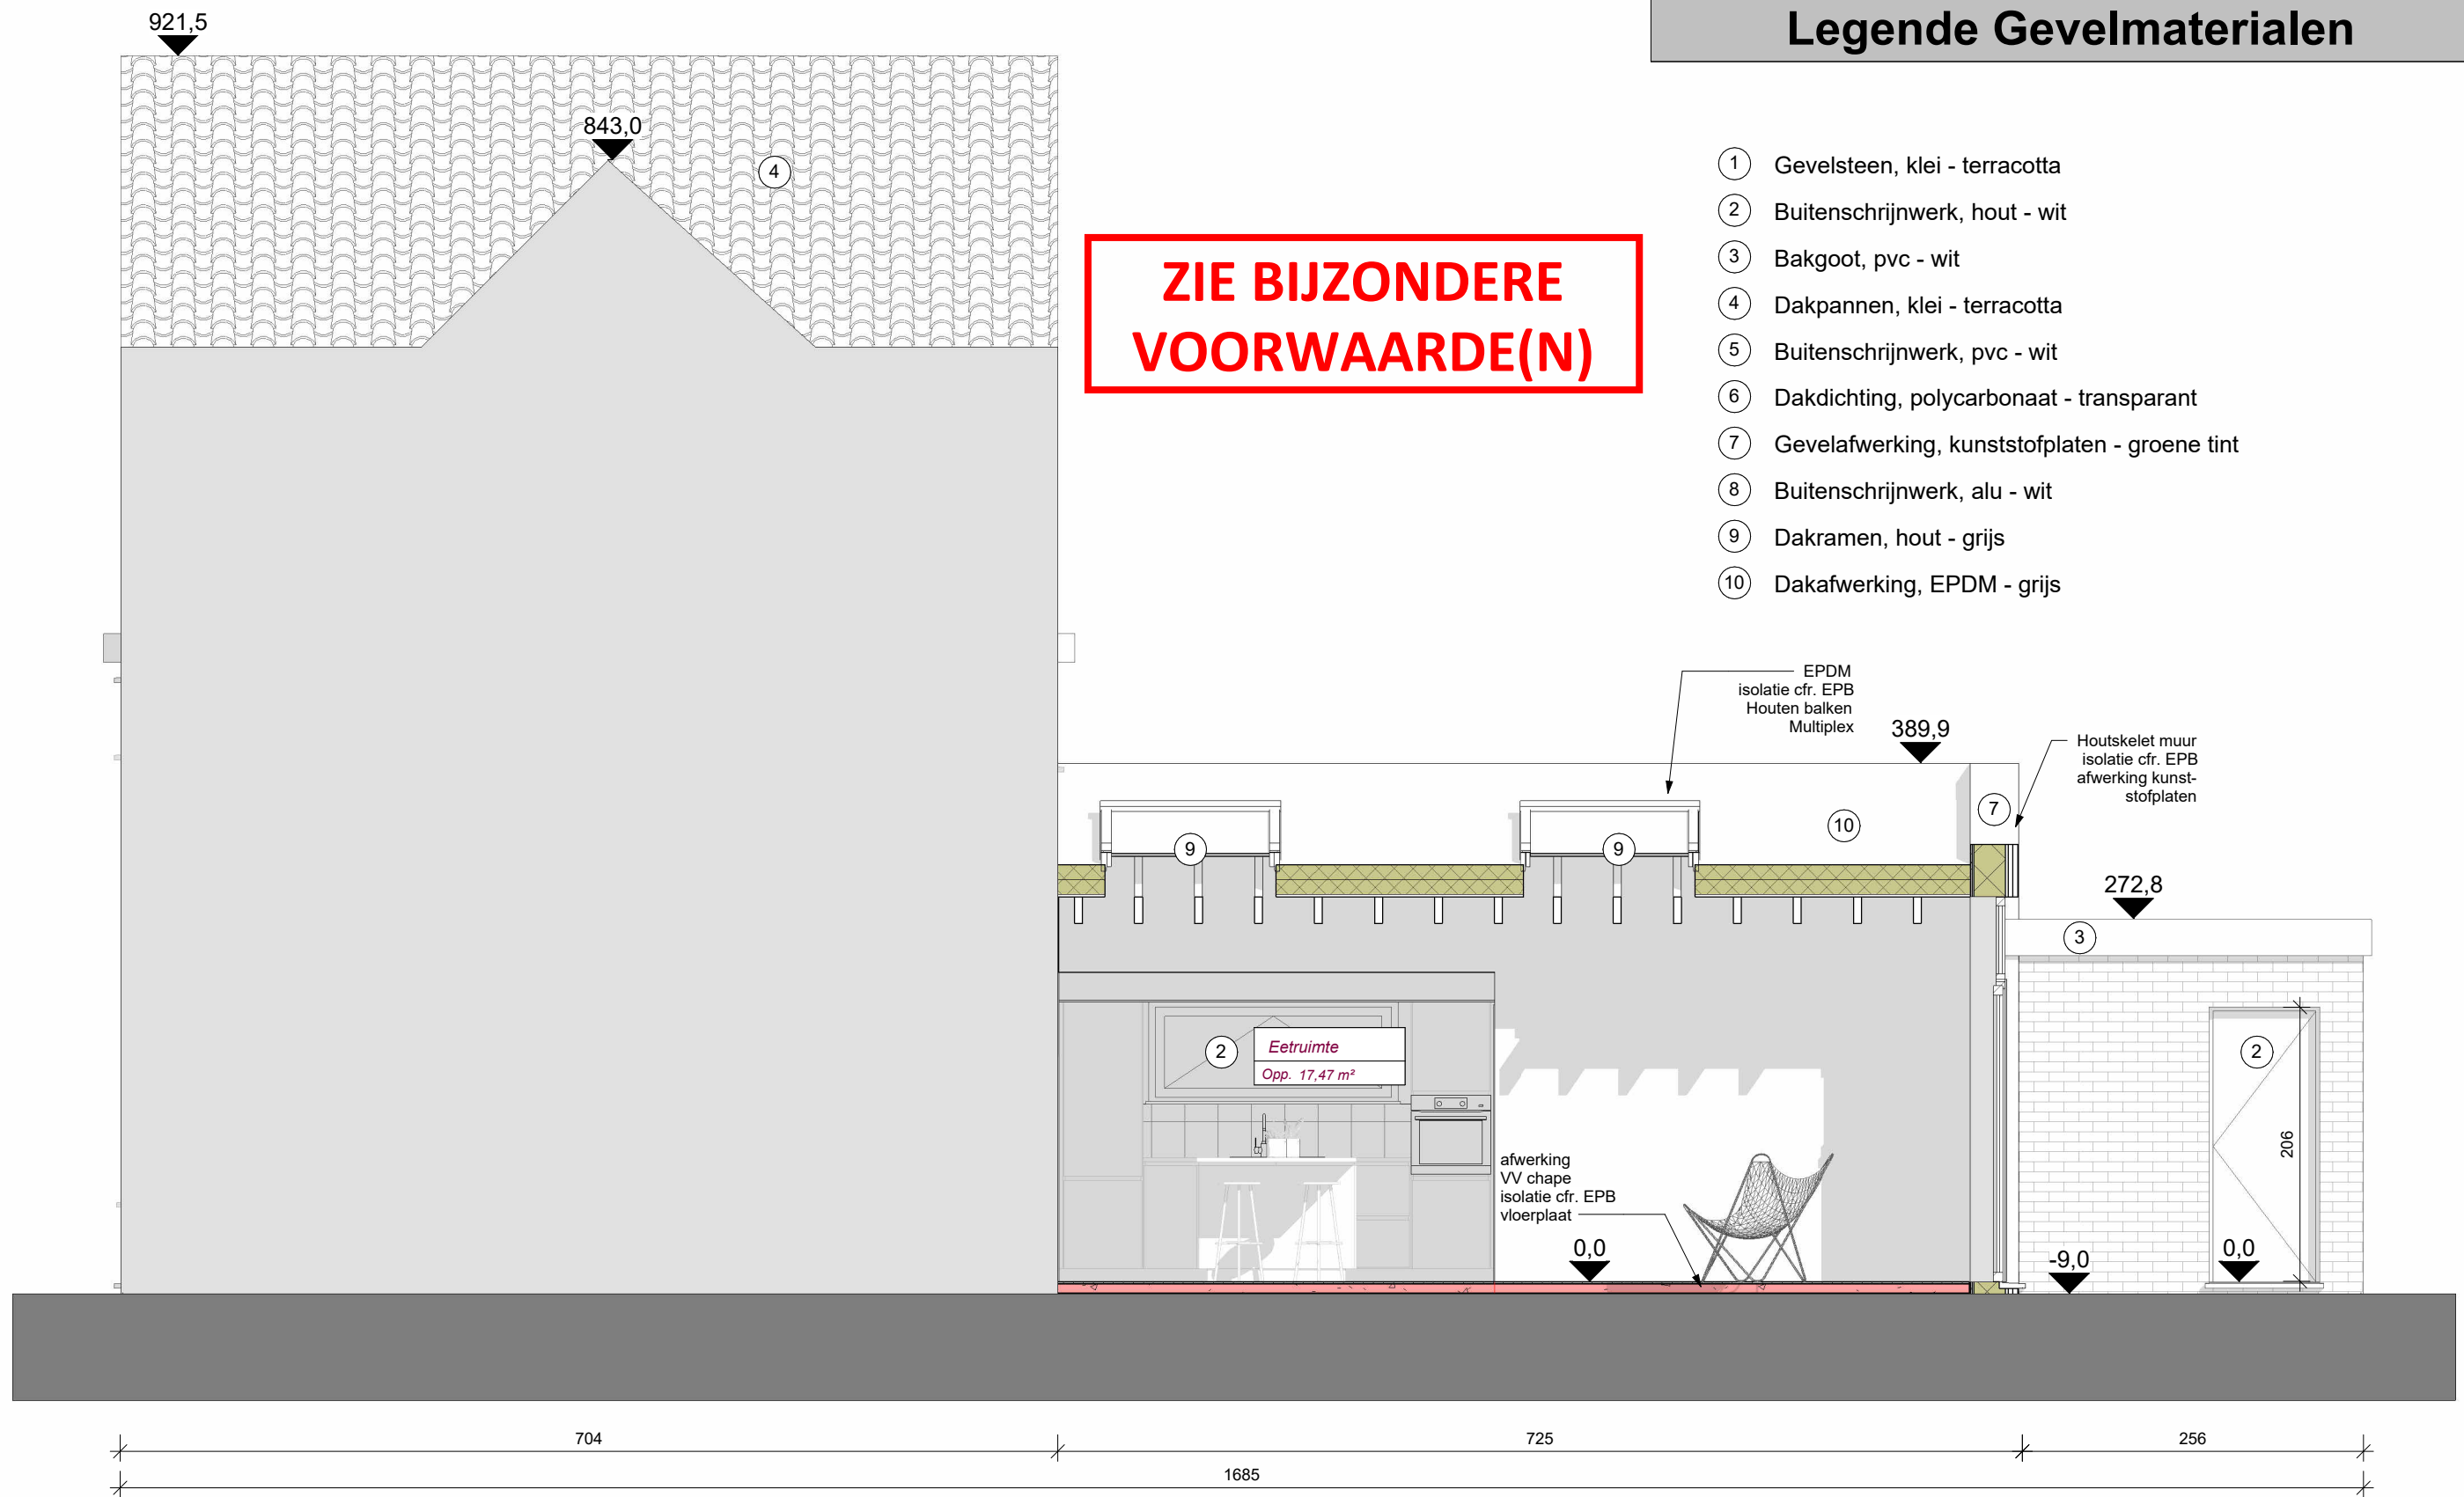 921,5
Legende Gevelmaterialen
843,0
4
1 Gevelsteen, klei - terracotta
2 Buitenschrijnwerk, hout - wit
3 Bakgoot, pvc - wit
4 Dakpannen, klei - terracotta
5 Buitenschrijnwerk, pvc - wit
6 Dakdichting, polycarbonaat - transparant
7 Gevelafwerking, kunststofplaten - groene tint
8 Buitenschrijnwerk, alu - wit
9 Dakramen, hout - grijs
10 Dakafwerking, EPDM - grijs
ZIE BIJZONDERE
VOORWAARDE(N)
EPDM
isolatie cfr. EPB
Houten balken
Multiplex
389,9
Houtskelet muur
isolatie cfr. EPB
afwerking kunst-
stofplaten
7
10
9
9
272,8
3
2
Eetruimte
Opp. 17,47 m²
2
206
afwerking
VV chape
isolatie cfr. EPB
vloerplaat
0,0
-9,0
0,0
704
725
256
1685